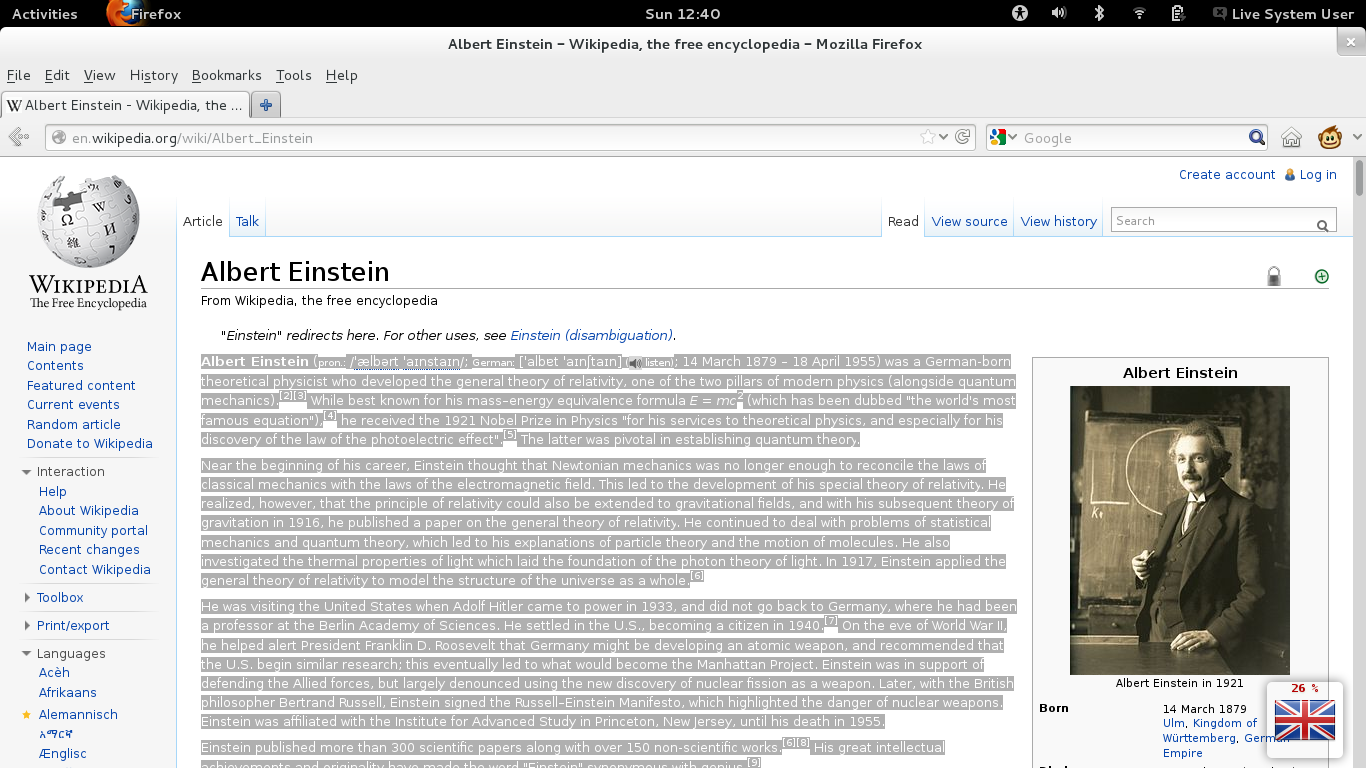 Activities Firefox Sun 12:40 Live System User
Albert Einstein – Wikipedia, the free encyclopedia – Mozilla Firefox
File Edit View History Bookmarks Tools Help
Albert Einstein - Wikipedia, the ...
en.wikipedia.org/wiki/Albert_Einstein
Google
Create account Log in
Article Talk Read View source View history Search
WIKIPEDIA
The Free Encyclopedia
Main page
Contents
Featured content
Current events
Random article
Donate to Wikipedia
Interaction
Help
About Wikipedia
Community portal
Recent changes
Contact Wikipedia
Toolbox
Print/export
Languages
Acèh
Afrikaans
Alemannisch
አማርኛ
Ænglisc
Albert Einstein
From Wikipedia, the free encyclopedia
"Einstein" redirects here. For other uses, see Einstein (disambiguation).
Albert Einstein (pron.: /ˈælbərt ˈaɪnstaɪn/; German: [ˈalbɐt ˈaɪnʃtaɪn] listen); 14 March 1879 – 18 April 1955) was a German-born
theoretical physicist who developed the general theory of relativity, one of the two pillars of modern physics (alongside quantum
mechanics).[2][3] While best known for his mass–energy equivalence formula E = mc2 (which has been dubbed "the world's most
famous equation"),[4] he received the 1921 Nobel Prize in Physics "for his services to theoretical physics, and especially for his
discovery of the law of the photoelectric effect".[5] The latter was pivotal in establishing quantum theory.
Near the beginning of his career, Einstein thought that Newtonian mechanics was no longer enough to reconcile the laws of
classical mechanics with the laws of the electromagnetic field. This led to the development of his special theory of relativity. He
realized, however, that the principle of relativity could also be extended to gravitational fields, and with his subsequent theory of
gravitation in 1916, he published a paper on the general theory of relativity. He continued to deal with problems of statistical
mechanics and quantum theory, which led to his explanations of particle theory and the motion of molecules. He also
investigated the thermal properties of light which laid the foundation of the photon theory of light. In 1917, Einstein applied the
general theory of relativity to model the structure of the universe as a whole.[6]
He was visiting the United States when Adolf Hitler came to power in 1933, and did not go back to Germany, where he had been
a professor at the Berlin Academy of Sciences. He settled in the U.S., becoming a citizen in 1940.[7] On the eve of World War II,
he helped alert President Franklin D. Roosevelt that Germany might be developing an atomic weapon, and recommended that
the U.S. begin similar research; this eventually led to what would become the Manhattan Project. Einstein was in support of
defending the Allied forces, but largely denounced using the new discovery of nuclear fission as a weapon. Later, with the British
philosopher Bertrand Russell, Einstein signed the Russell–Einstein Manifesto, which highlighted the danger of nuclear weapons.
Einstein was affiliated with the Institute for Advanced Study in Princeton, New Jersey, until his death in 1955.
Einstein published more than 300 scientific papers along with over 150 non-scientific works.[6][8] His great intellectual
achievements and originality have made the word "Einstein" synonymous with genius.[9]
Albert Einstein
Albert Einstein in 1921
Born 14 March 1879
Ulm, Kingdom of
Württemberg, German
Empire
26 %